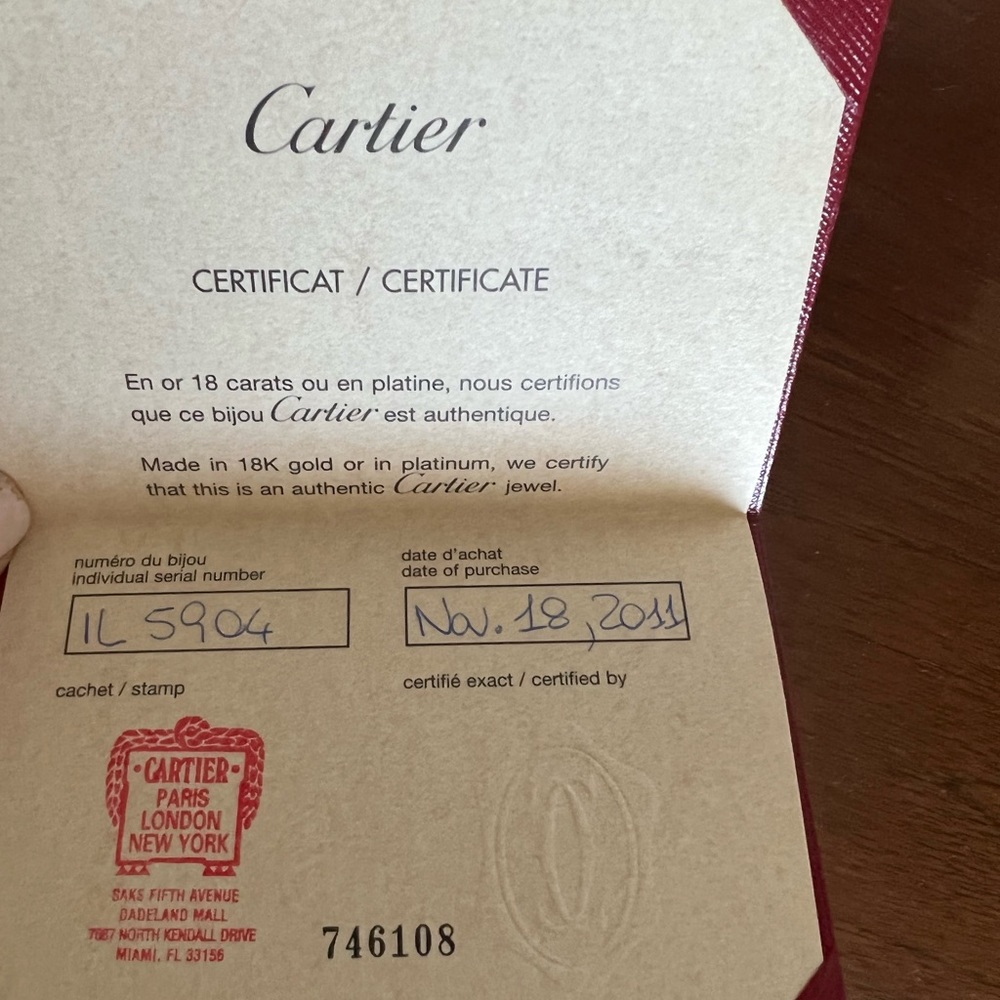 Cartier
CERTIFICAT / CERTIFICATE
En or 18 carats ou en platine, nous certifions
que ce bijou Cartier est authentique.
Made in 18K gold or in platinum, we certify
that this is an authentic Cartier jewel.
numéro du bijou
individual serial number
IL 5904
date d'achat
date of purchase
Nov. 18, 2011
cachet / stamp
certifié exact / certified by
·CARTIER·
PARIS
LONDON
NEW YORK
SAKS FIFTH AVENUE
DADELAND MALL
7687 NORTH KENDALL DRIVE
MIAMI, FL 33156
746108